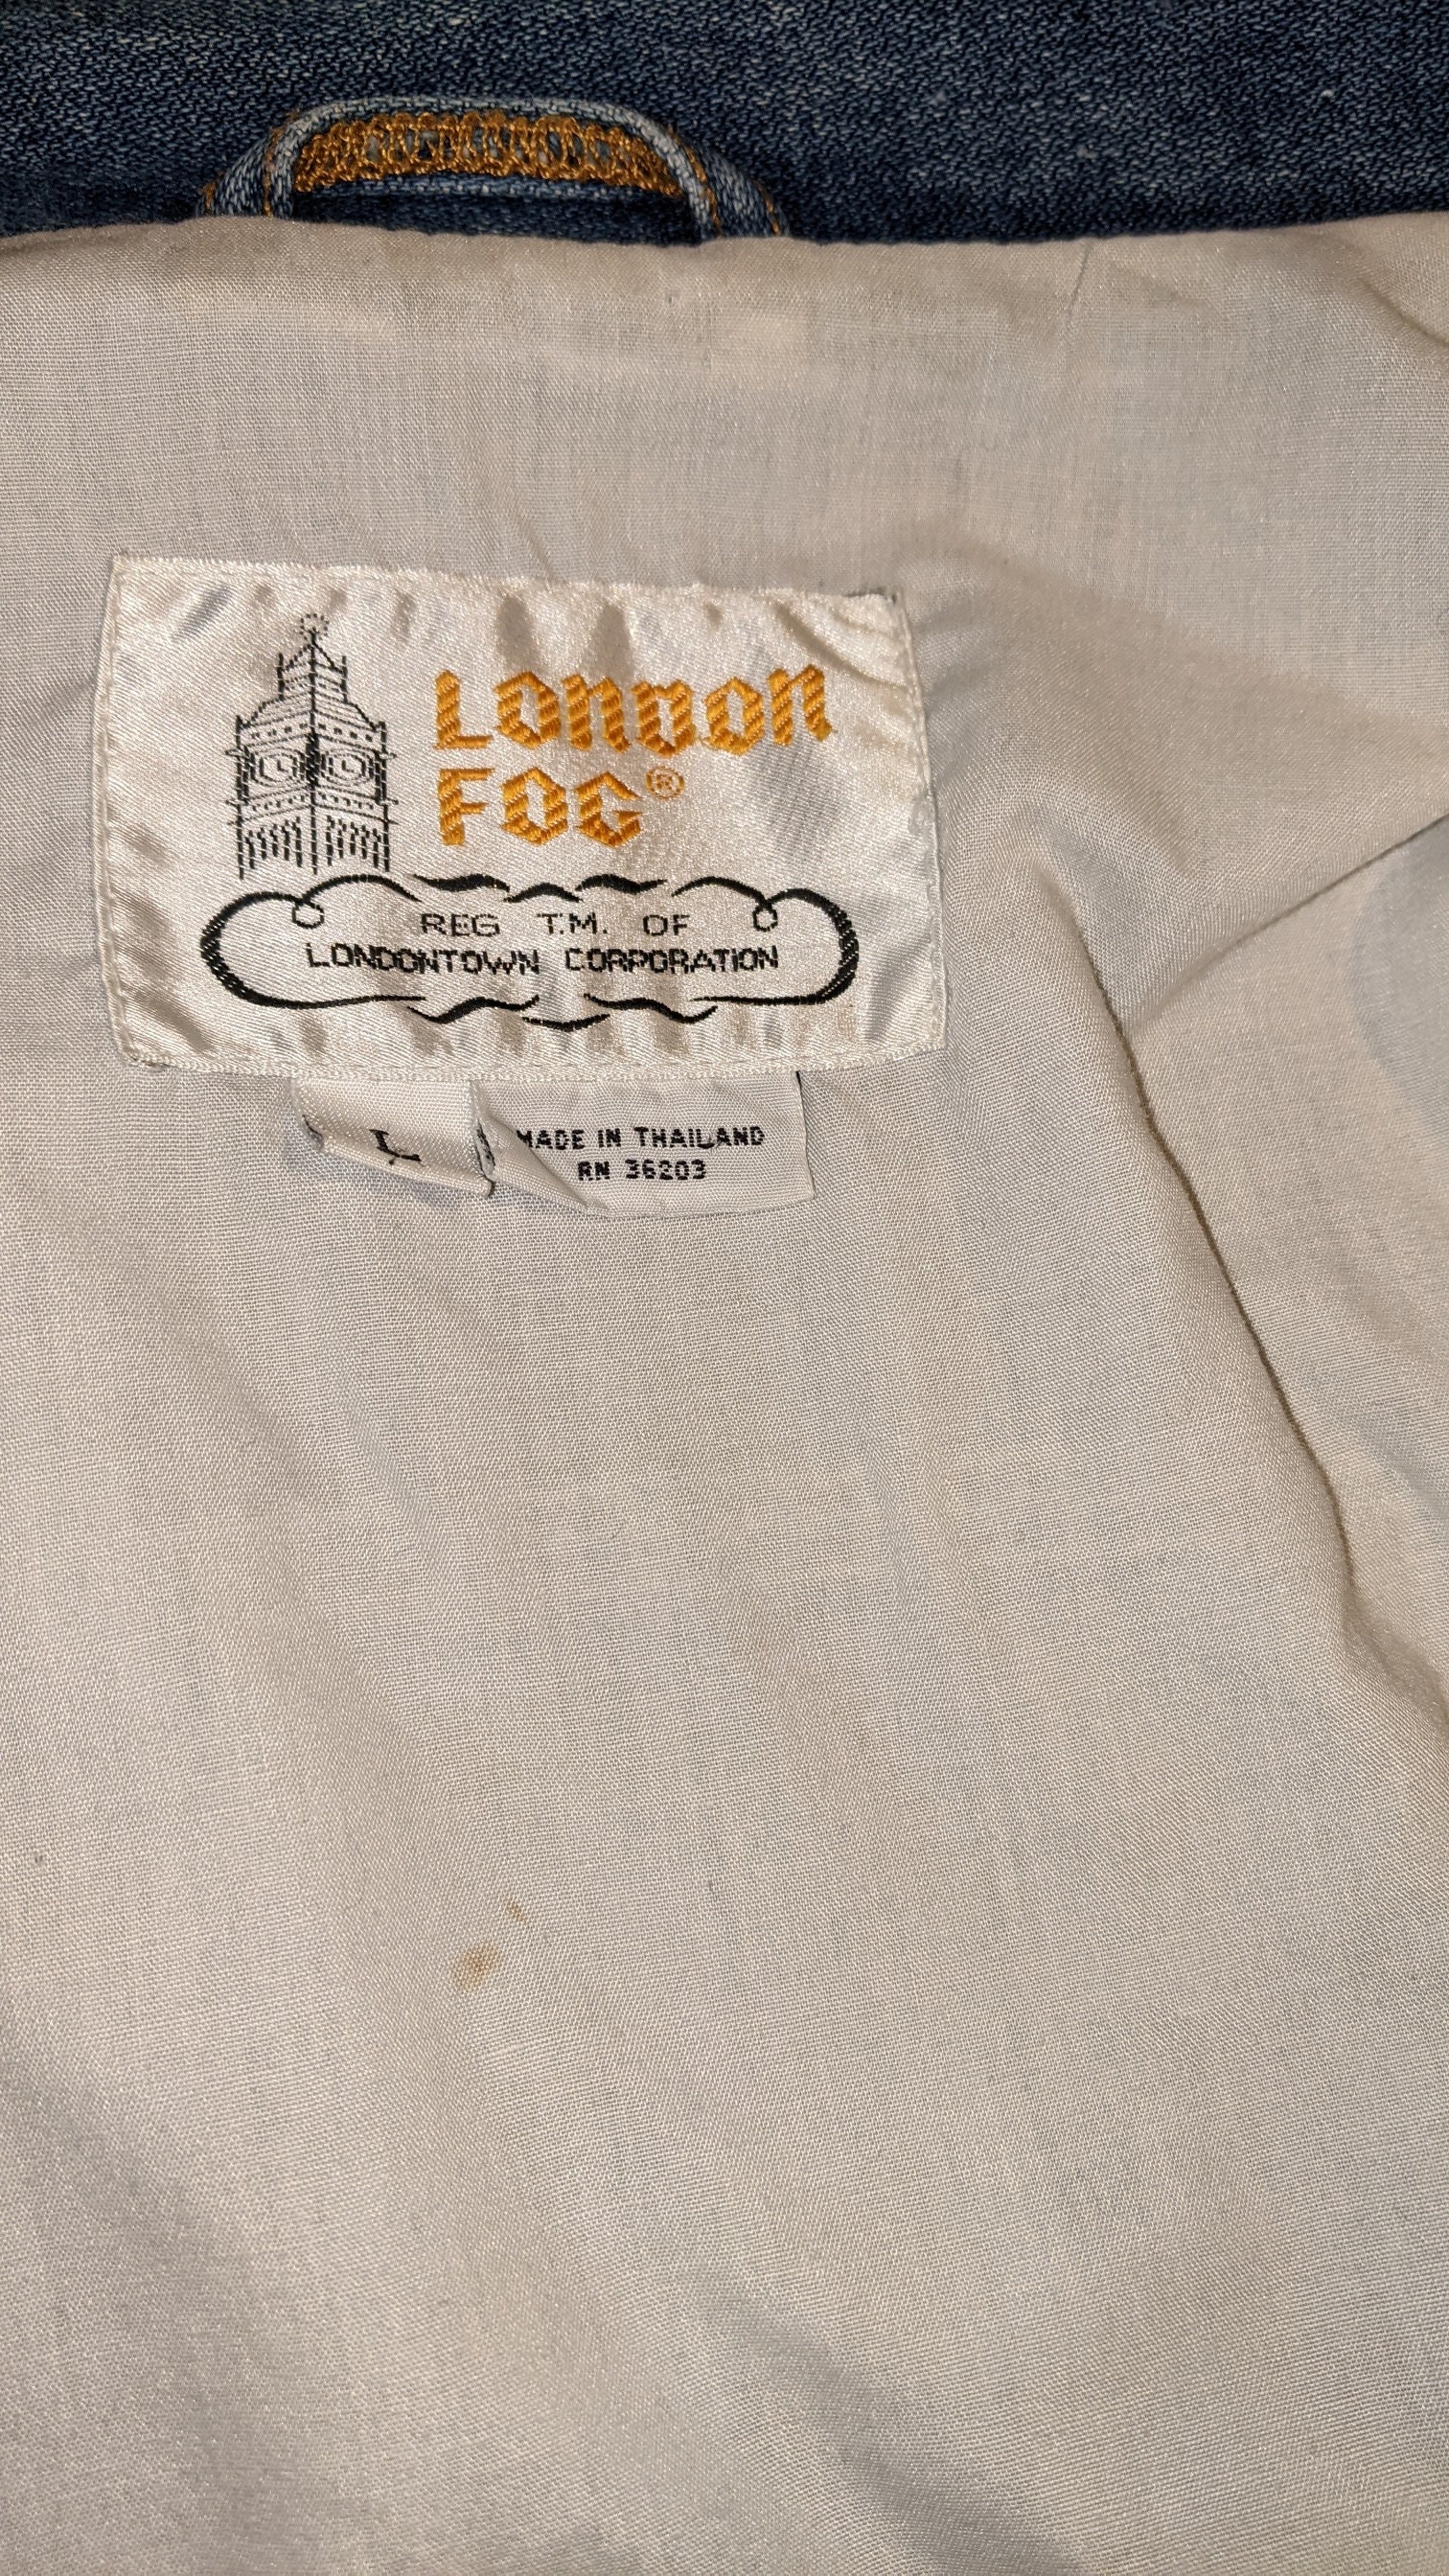 London
FOG®
REG T.M. OF
LONDONTOWN CORPORATION
L
MADE IN THAILAND
RN 36203